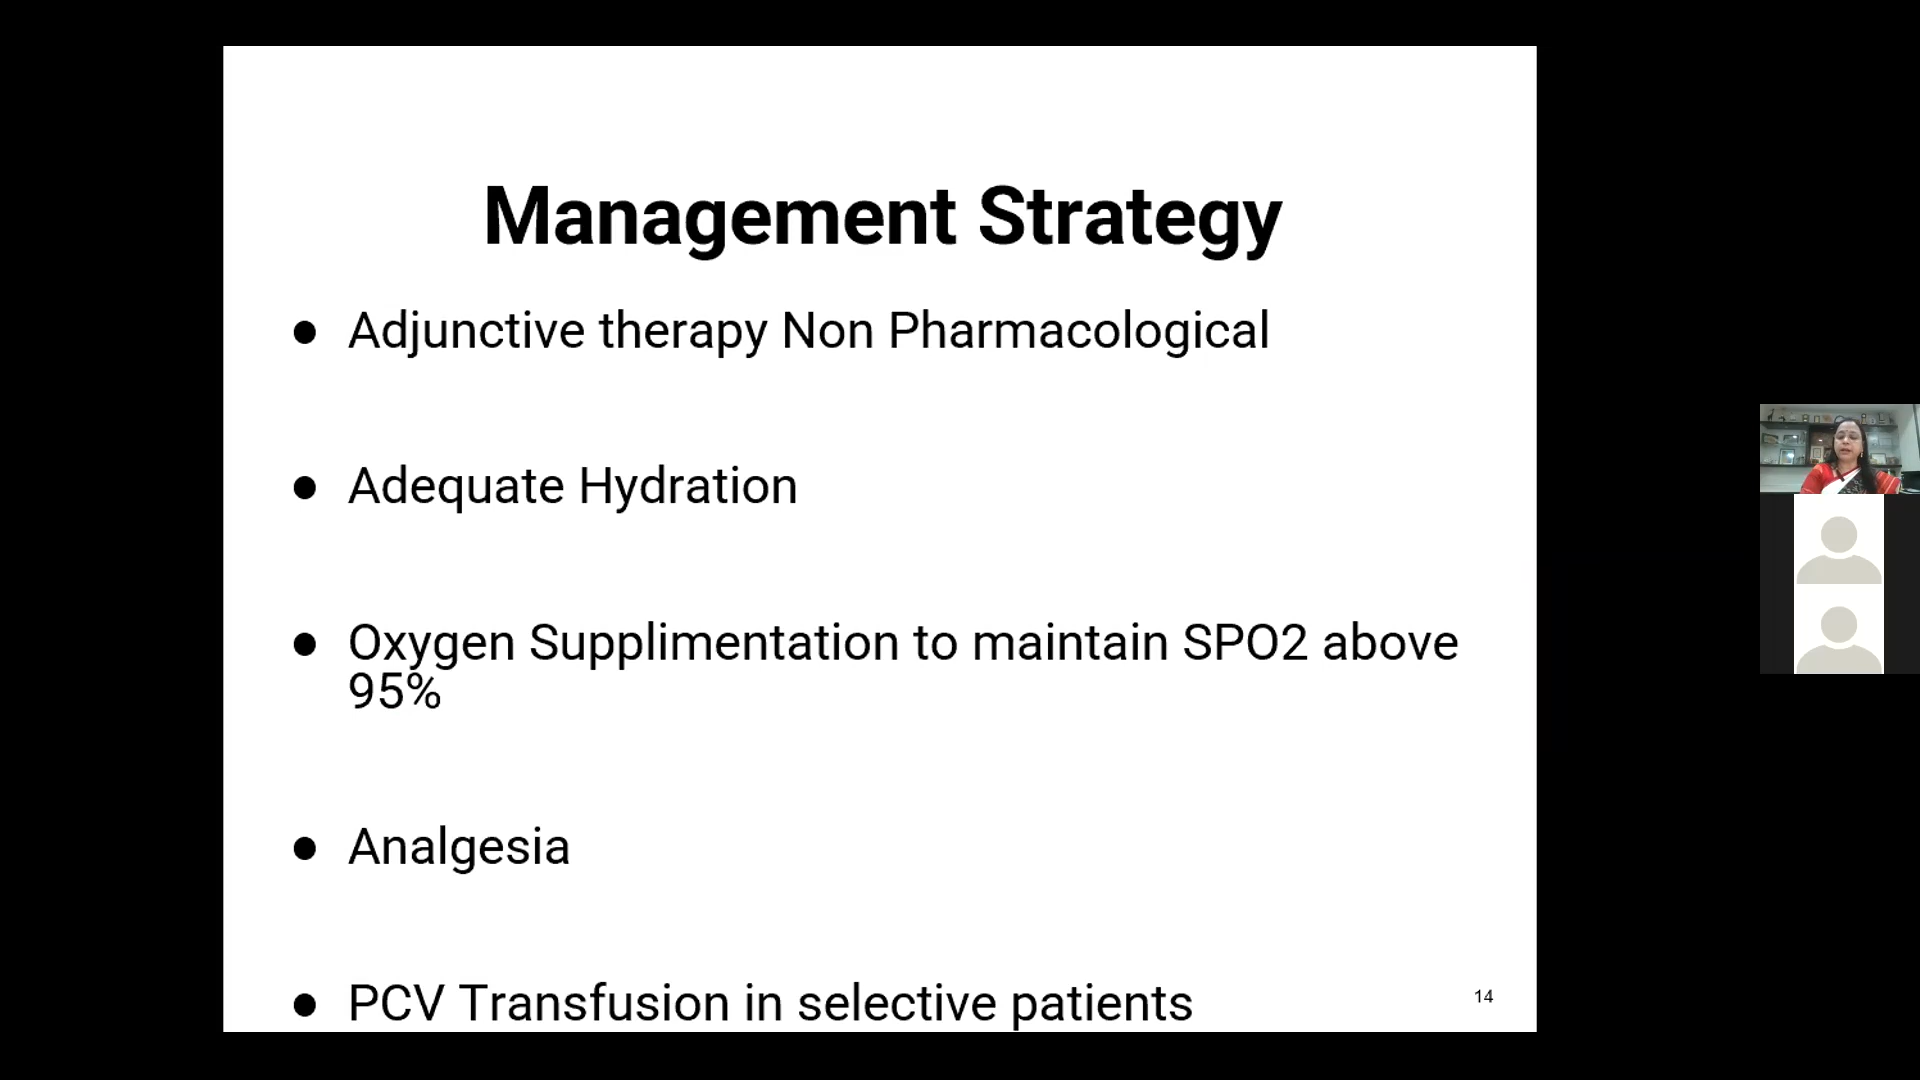 Management Strategy
● Adjunctive therapy Non Pharmacological
● Adequate Hydration
● Oxygen Supplimentation to maintain SPO2 above
95%
● Analgesia
● PCV Transfusion in selective patients
14